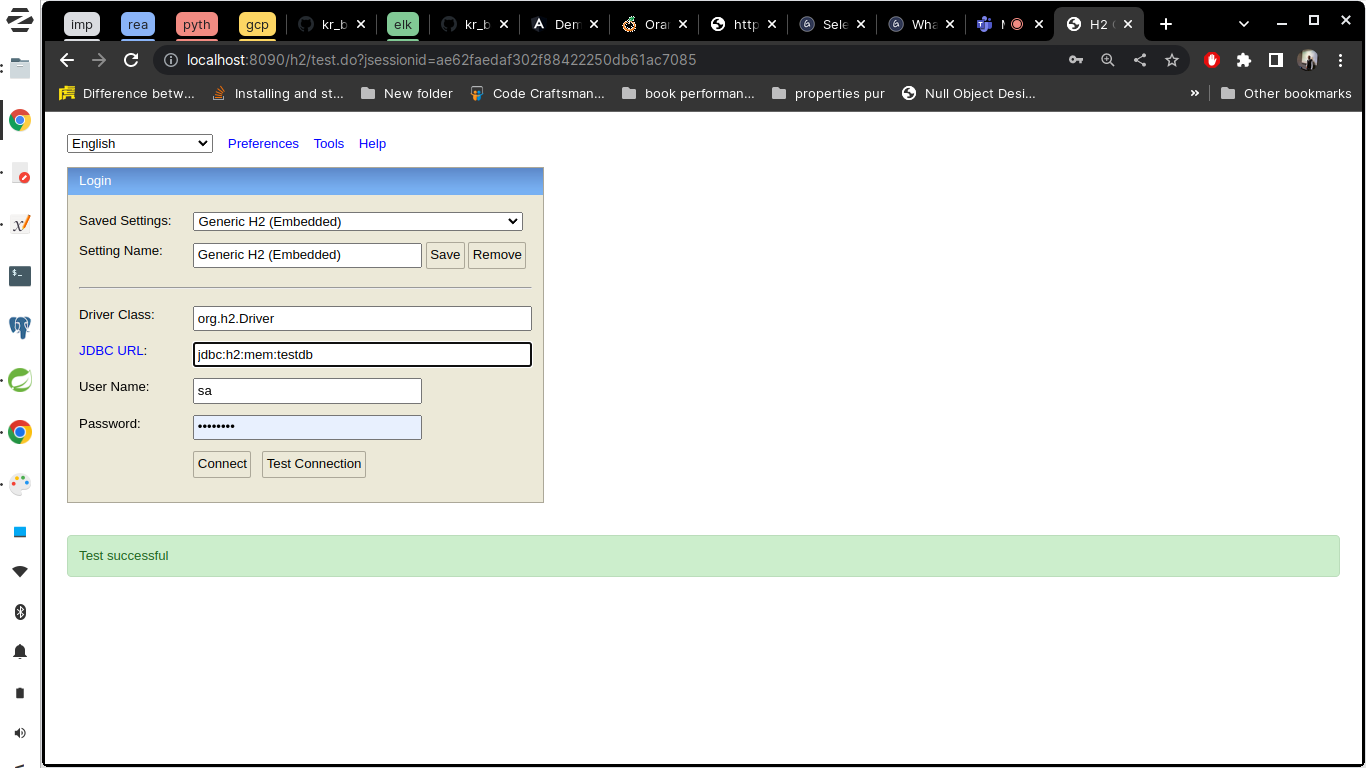 imp rea pyth gcp kr_b elk kr_b Dem Oran http Sele Wha H2
localhost:8090/h2/test.do?jsessionid=ae62faedaf302f88422250db61ac7085
Difference betw... Installing and st... New folder Code Craftsman... book performan... properties pur Null Object Desi... » Other bookmarks
English Preferences Tools Help
Login
Saved Settings: Generic H2 (Embedded)
Setting Name: Generic H2 (Embedded) Save Remove
Driver Class: org.h2.Driver
JDBC URL: jdbc:h2:mem:testdb
User Name: sa
Password: ••••••••
Connect Test Connection
Test successful